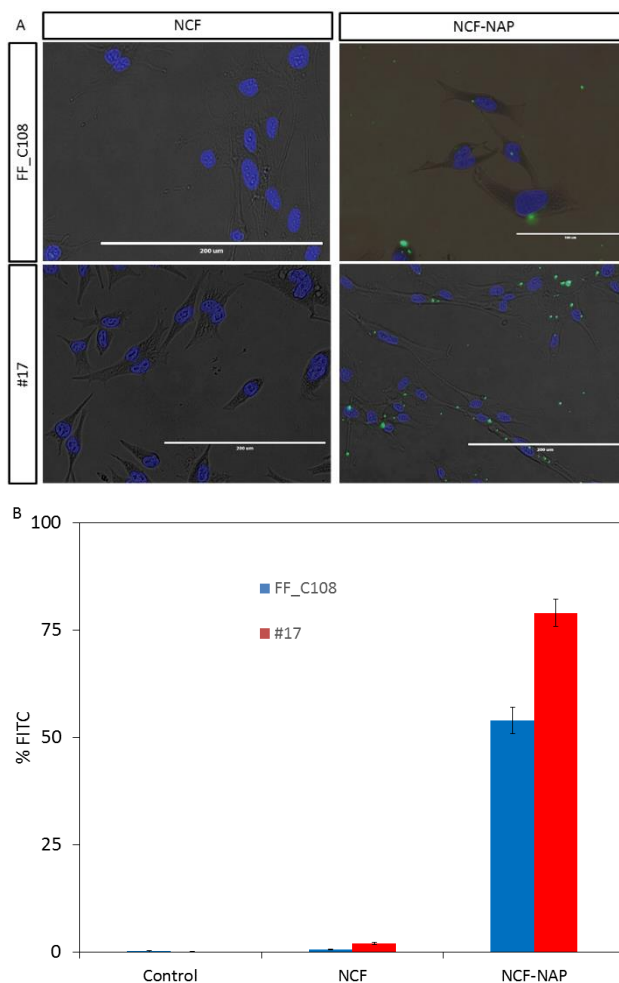 A
NCF
NCF-NAP
FF_C108
200 um
#17
200 um
200 um
B
100
75
50
25
0
% FITC
FF_C108
#17
Control
NCF
NCF-NAP